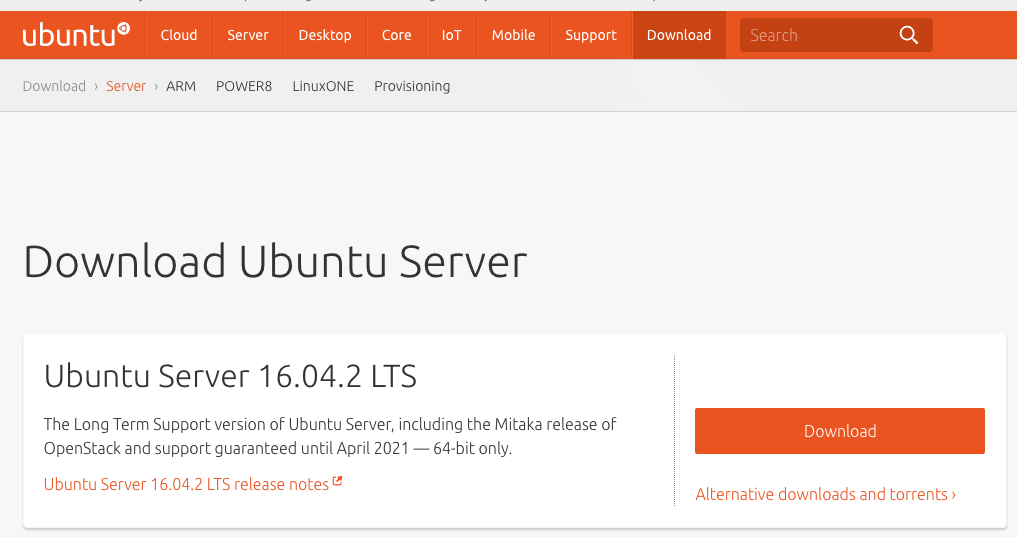 ubuntu
Cloud Server Desktop Core IoT Mobile Support Download Search
Download › Server › ARM POWER8 LinuxONE Provisioning
Download Ubuntu Server
Ubuntu Server 16.04.2 LTS
The Long Term Support version of Ubuntu Server, including the Mitaka release of
OpenStack and support guaranteed until April 2021 — 64-bit only.
Ubuntu Server 16.04.2 LTS release notes
Download
Alternative downloads and torrents ›